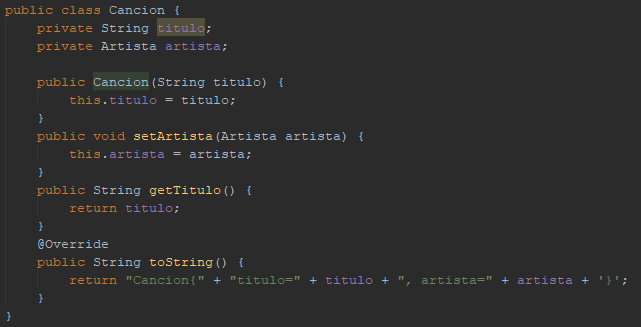 public class Cancion {
    private String titulo;
    private Artista artista;

    public Cancion(String titulo) {
        this.titulo = titulo;
    }
    public void setArtista(Artista artista) {
        this.artista = artista;
    }
    public String getTitulo() {
        return titulo;
    }
    @Override
    public String toString() {
        return "Cancion{" + "titulo=" + titulo + ", artista=" + artista + '}';
    }
}